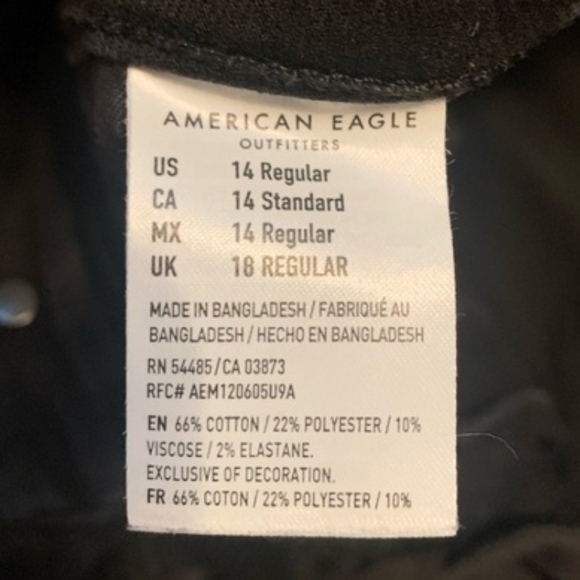 AMERICAN EAGLE
OUTFITTERS
US 14 Regular
CA 14 Standard
MX 14 Regular
UK 18 REGULAR
MADE IN BANGLADESH / FABRIQUÉ AU
BANGLADESH / HECHO EN BANGLADESH
RN 54485/CA 03873
RFC# AEM120605U9A
EN 66% COTTON / 22% POLYESTER / 10%
VISCOSE / 2% ELASTANE.
EXCLUSIVE OF DECORATION.
FR 66% COTON / 22% POLYESTER / 10%